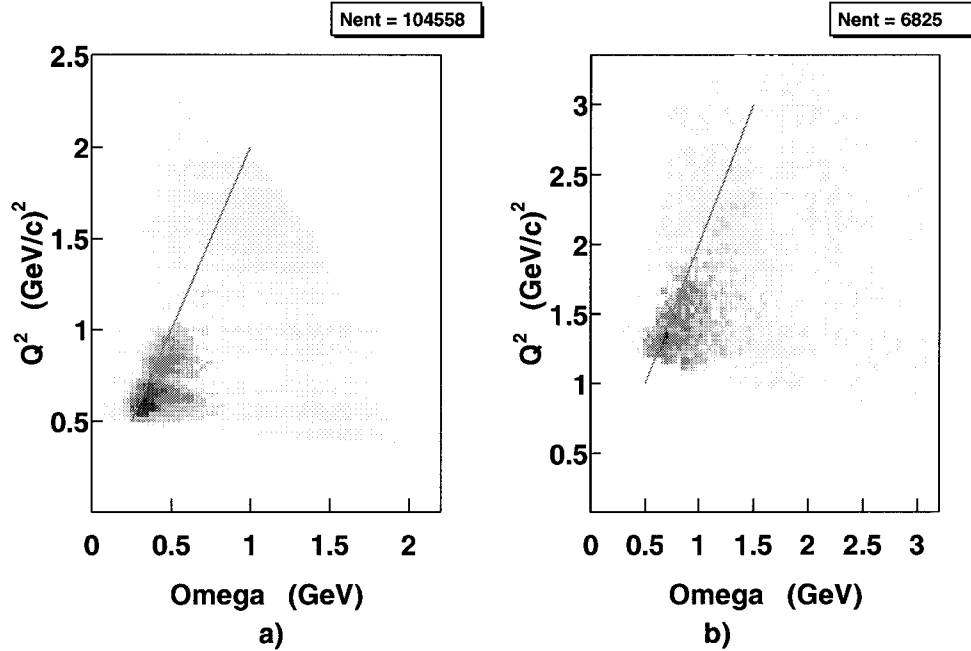 Nent = 104558
2.5
2
1.5
1
0.5
Q² (GeV/c)²
0 0.5 1 1.5 2
Omega (GeV)
a)
Nent = 6825
3
2.5
2
1.5
1
0.5
Q² (GeV/c)²
0 0.5 1 1.5 2 2.5 3
Omega (GeV)
b)